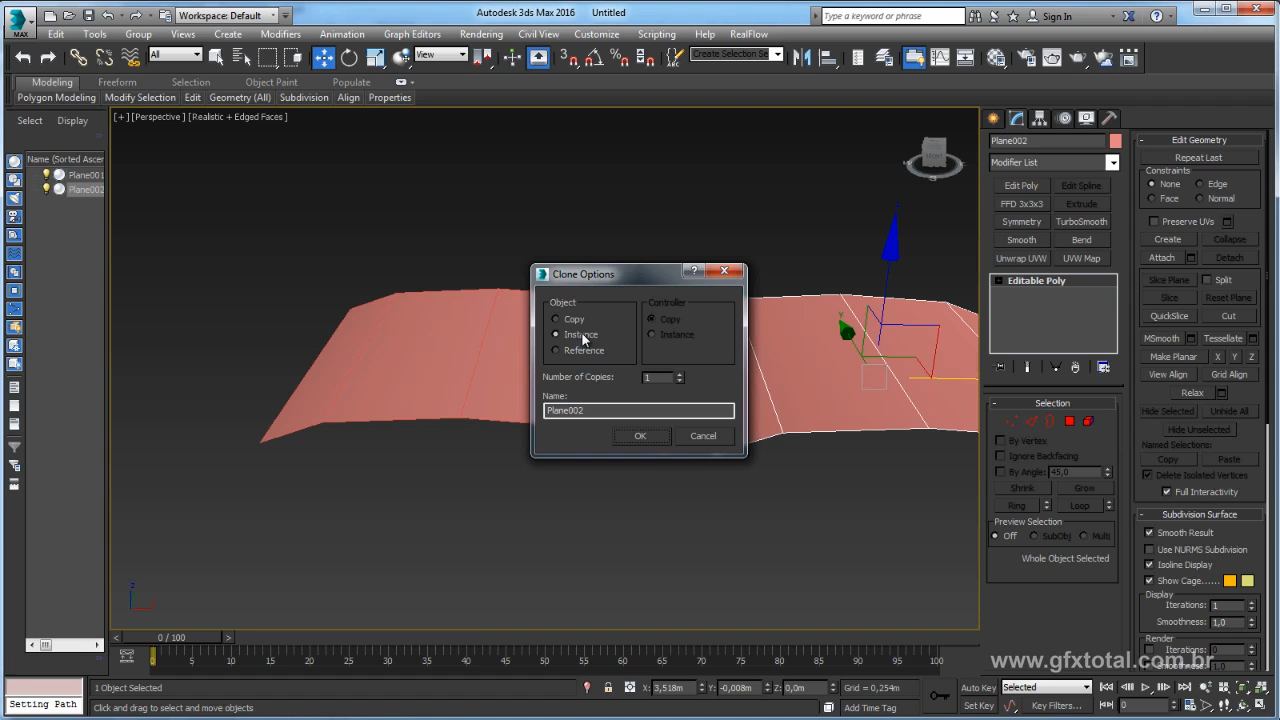 MAX
Workspace: Default
Autodesk 3ds Max 2016 Untitled
Type a keyword or phrase
Sign In
Edit Tools Group Views Create Modifiers Animation Graph Editors Rendering Civil View Customize Scripting Help RealFlow
All
View
3
Create Selection Se
Modeling Freeform Selection Object Paint Populate
Polygon Modeling Modify Selection Edit Geometry (All) Subdivision Align Properties
Select Display
Name (Sorted Ascen
Plane001
Plane002
[+] [Perspective] [Realistic + Edged Faces]
Clone Options
Object
Copy
Instance
Reference
Controller
Copy
Instance
Number of Copies: 1
Name:
Plane002
OK Cancel
Y
z
Plane002
Modifier List
Edit Poly Edit Spline
FFD 3x3x3 Extrude
Symmetry TurboSmooth
Smooth Bend
Unwrap UVW UVW Map
Editable Poly
Selection
By Vertex
Ignore Backfacing
By Angle: 45,0
Shrink Grow
Ring Loop
Preview Selection
Off SubObj Multi
Whole Object Selected
Edit Geometry
Repeat Last
Constraints
None Edge
Face Normal
Preserve UVs
Create Collapse
Attach Detach
Slice Plane Split
Slice Reset Plane
QuickSlice Cut
MSmooth Tessellate
Make Planar X Y Z
View Align Grid Align
Relax
Hide Selected Unhide All
Hide Unselected
Named Selections:
Copy Paste
Delete Isolated Vertices
Full Interactivity
Subdivision Surface
Smooth Result
Use NURMS Subdivision
Isoline Display
Show Cage......
Display
Iterations: 1
Smoothness: 1,0
Render
Iterations: 0
Smoothness: 1,0
www.gfxtotal.com.br
0 / 100
0 5 10 15 20 25 30 35 40 45 50 55 60 65 70 75 80 85 90 95 100
1 Object Selected
X: 3,518m Y: -0,008m Z: 0,0m Grid = 0,254m
Auto Key Selected
Setting Path
Click and drag to select and move objects
Add Time Tag
Set Key Key Filters... 0